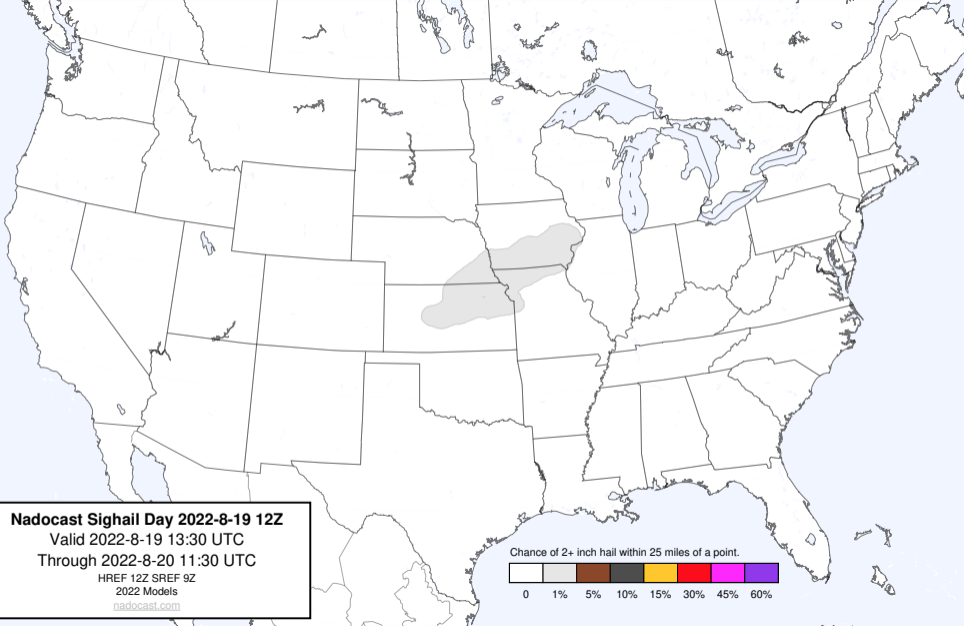 Nadocast Sighail Day 2022-8-19 12Z
Valid 2022-8-19 13:30 UTC
Through 2022-8-20 11:30 UTC
HREF 12Z SREF 9Z
2022 Models
nadocast.com
Chance of 2+ inch hail within 25 miles of a point.
0 1% 5% 10% 15% 30% 45% 60%